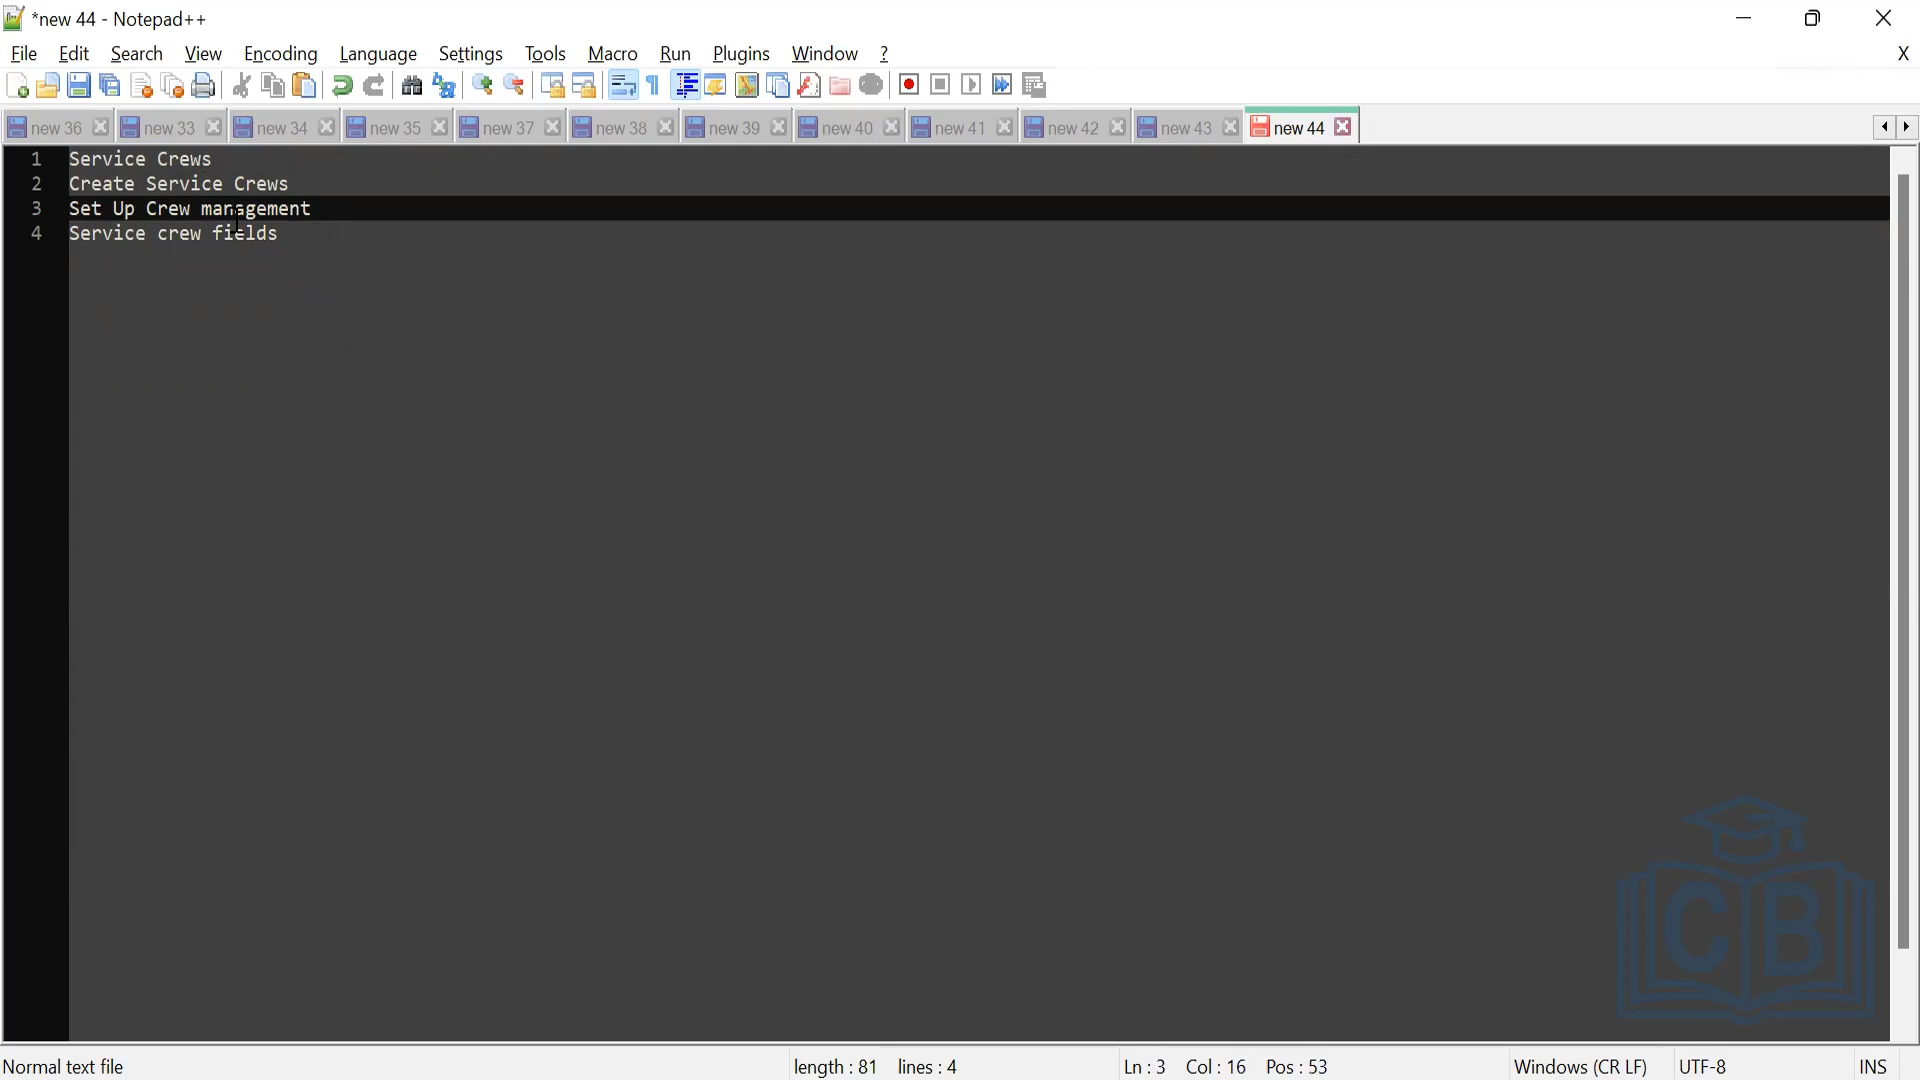 *new 44 - Notepad++
File Edit Search View Encoding Language Settings Tools Macro Run Plugins Window ?
X
new 36 new 33 new 34 new 35 new 37 new 38 new 39 new 40 new 41 new 42 new 43 new 44
1 Service Crews
2 Create Service Crews
3 Set Up Crew management
4 Service crew fields
CB
Normal text file length : 81 lines : 4 Ln : 3 Col : 16 Pos : 53 Windows (CR LF) UTF-8 INS